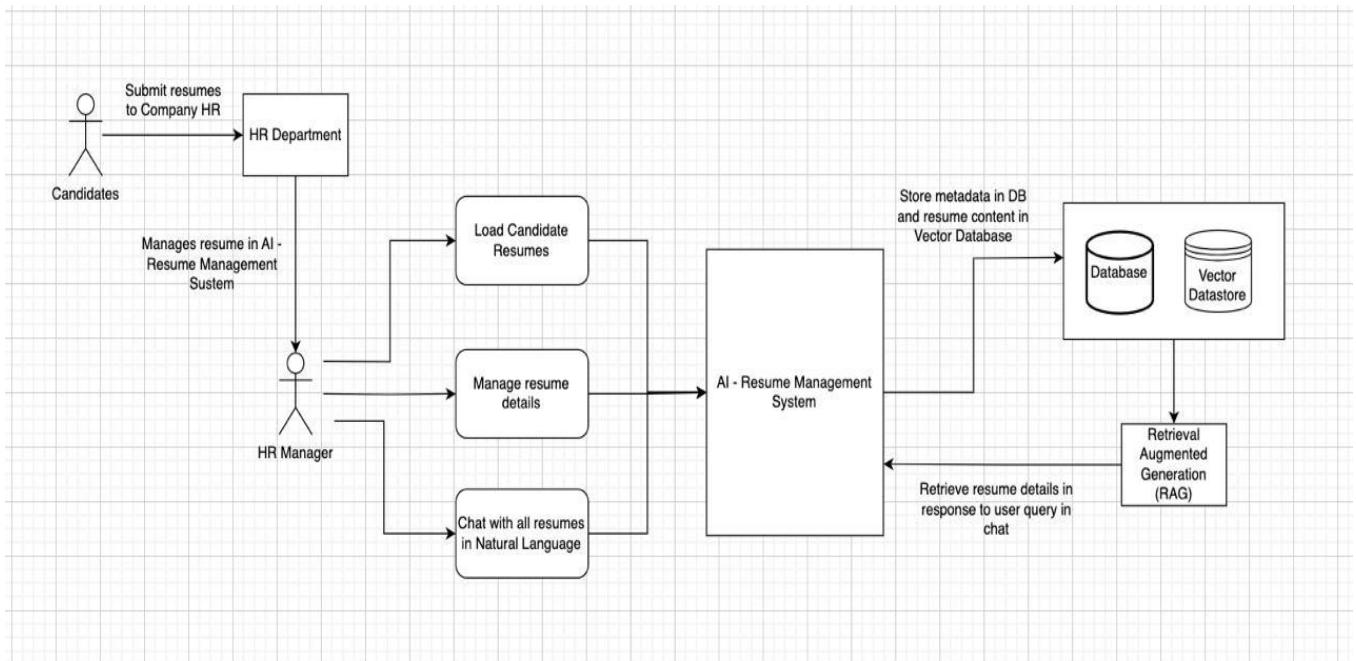 Submit resumes
to Company HR
HR Department
Candidates
Manages resume in AI -
Resume Management
Sustem
HR Manager
Load Candidate
Resumes
Manage resume
details
Chat with all resumes
in Natural Language
AI - Resume Management
System
Store metadata in DB
and resume content in
Vector Database
Database
Vector
Datastore
Retrieval
Augmented
Generation
(RAG)
Retrieve resume details in
response to user query in
chat